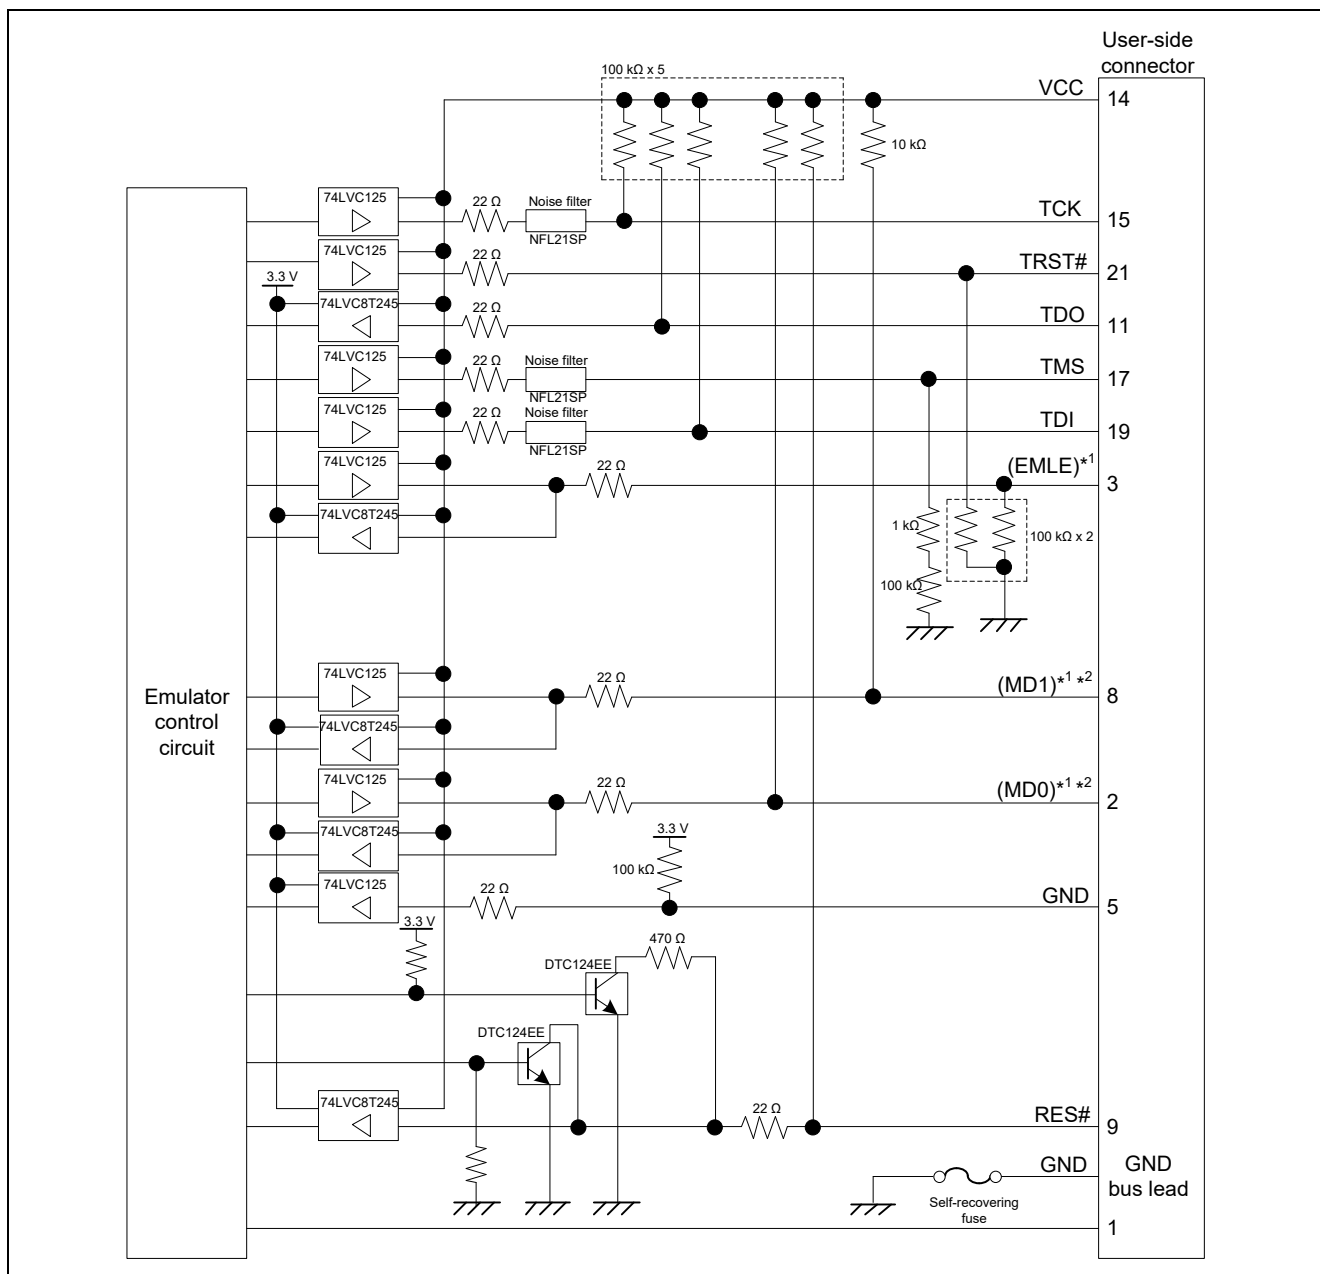 User-side
connector
100 kΩ x 5
VCC
14
10 kΩ
74LVC125
22 Ω
Noise filter
NFL21SP
TCK
15
74LVC125
22 Ω
TRST#
21
3.3 V
74LVC8T245
22 Ω
TDO
11
74LVC125
22 Ω
Noise filter
NFL21SP
TMS
17
74LVC125
22 Ω
Noise filter
NFL21SP
TDI
19
74LVC125
22 Ω
(EMLE)*1
3
74LVC8T245
1 kΩ
100 kΩ x 2
100 kΩ
Emulator
control
circuit
74LVC125
22 Ω
(MD1)*1 *2
8
74LVC8T245
74LVC125
22 Ω
(MD0)*1 *2
2
74LVC8T245
3.3 V
100 kΩ
74LVC125
22 Ω
GND
5
3.3 V
470 Ω
DTC124EE
DTC124EE
74LVC8T245
22 Ω
RES#
9
GND
GND
bus lead
Self-recovering
fuse
1